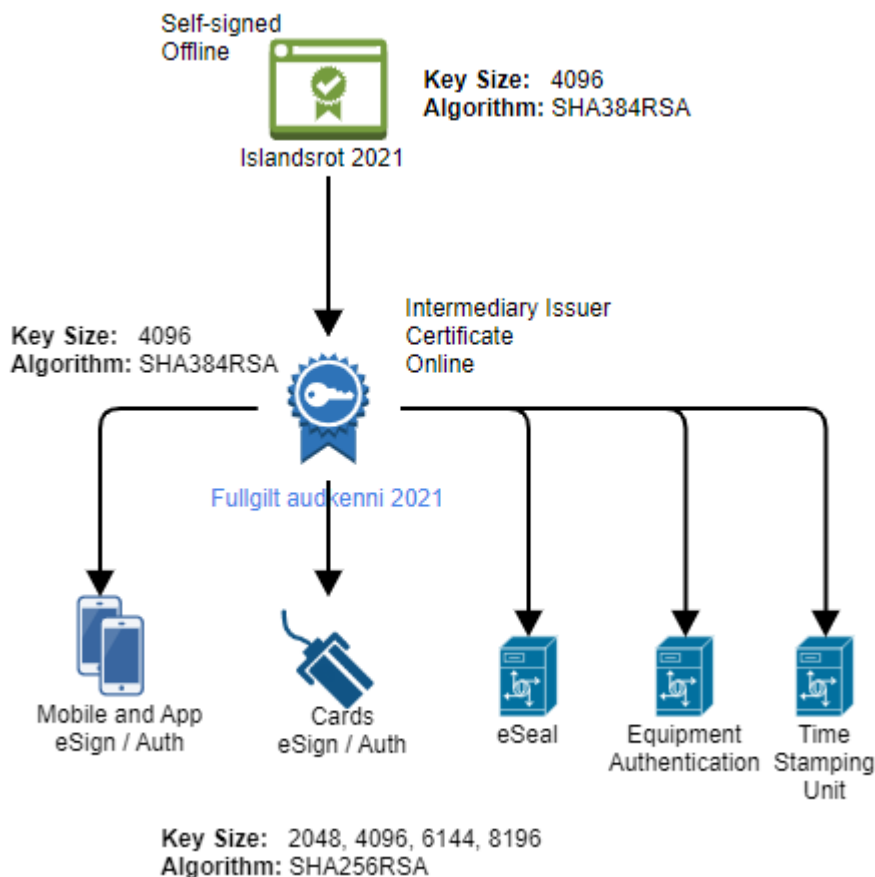 Self-signed
Offline
Key Size: 4096
Algorithm: SHA384RSA
Islandsrot 2021
Intermediary Issuer
Certificate
Online
Key Size: 4096
Algorithm: SHA384RSA
Fullgilt audkenni 2021
Mobile and App
eSign / Auth
Cards
eSign / Auth
eSeal
Equipment
Authentication
Time
Stamping
Unit
Key Size: 2048, 4096, 6144, 8196
Algorithm: SHA256RSA